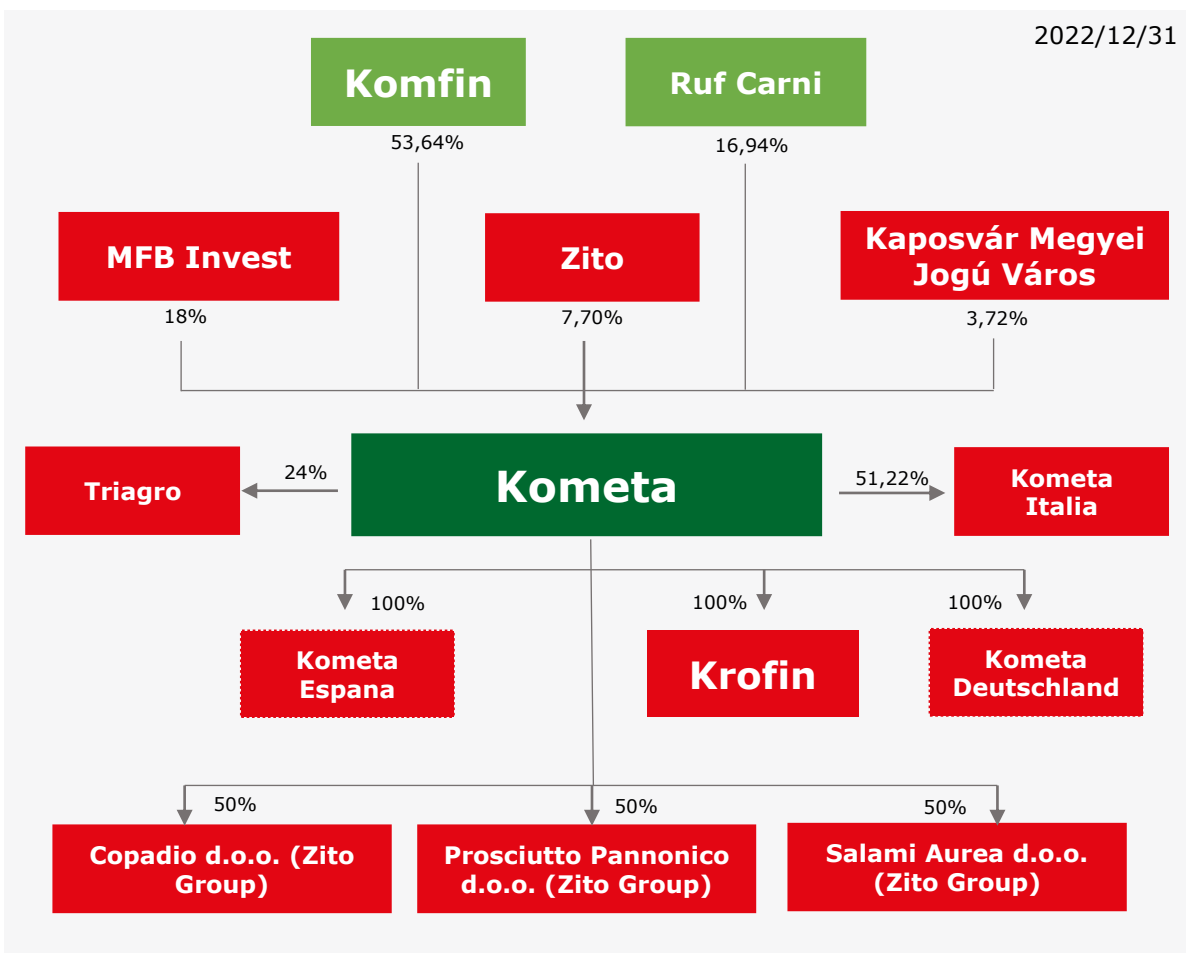 2022/12/31
Komfin
53,64%
Ruf Carni
16,94%
MFB Invest
18%
Zito
7,70%
Kaposvár Megyei
Jogú Város
3,72%
Triagro
24%
Kometa
51,22%
Kometa
Italia
100%
Kometa
Espana
100%
Krofin
100%
Kometa
Deutschland
50%
Copadio d.o.o. (Zito
Group)
50%
Prosciutto Pannonico
d.o.o. (Zito Group)
50%
Salami Aurea d.o.o.
(Zito Group)